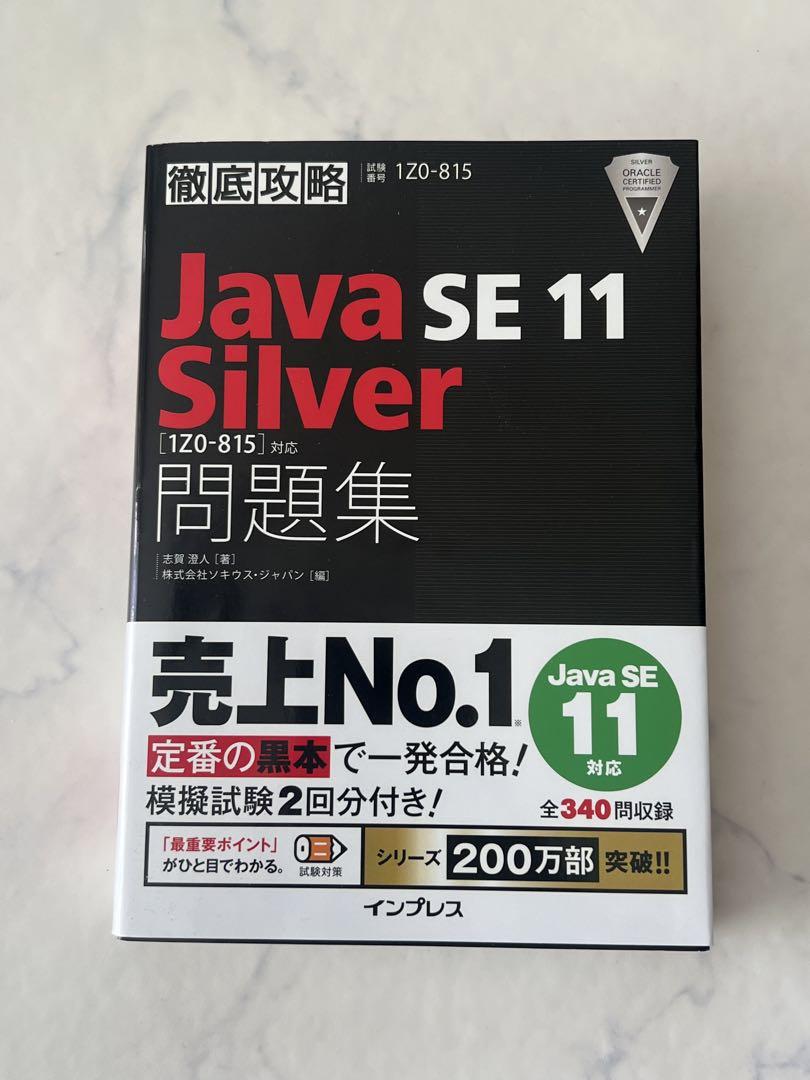 徹底攻略
試験番号 1Z0-815
SILVER
ORACLE
CERTIFIED
PROGRAMMER
Java SE 11
Silver
[1Z0-815] 対応
問題集
志賀 澄人 [著]
株式会社ソキウス・ジャパン [編]
売上No.1※
定番の黒本で一発合格!
模擬試験2回分付き!
Java SE
11
対応
全340問収録
「最重要ポイント」
がひと目でわかる。
試験対策
シリーズ 200万部 突破!!
インプレス